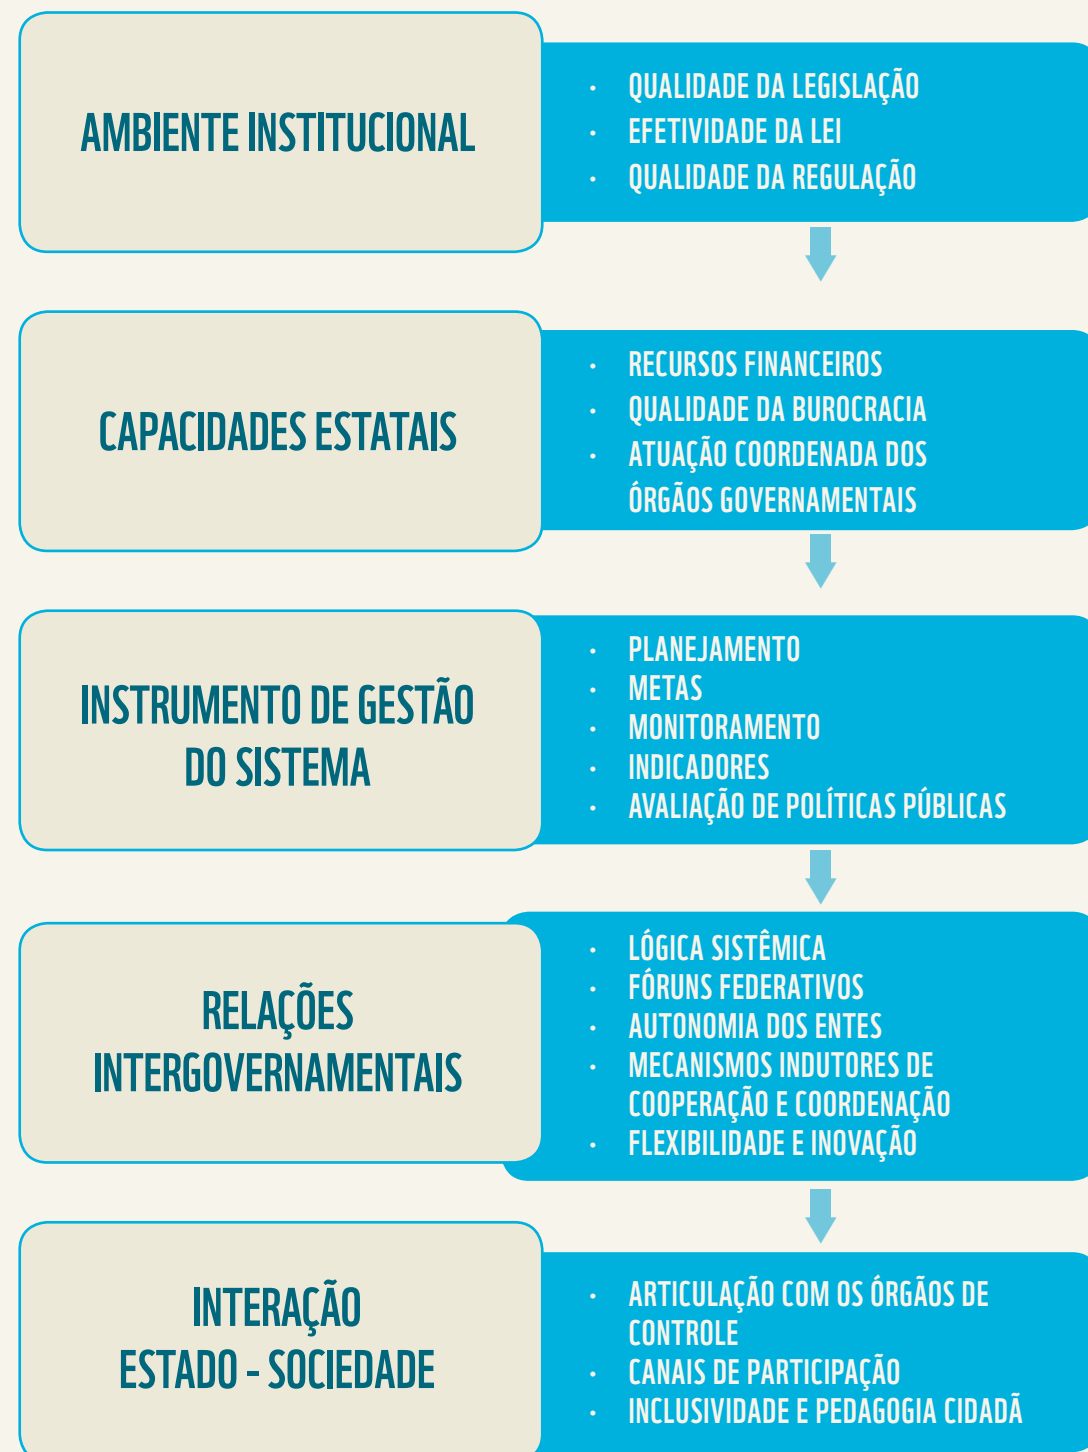 AMBIENTE INSTITUCIONAL
· QUALIDADE DA LEGISLAÇÃO
· EFETIVIDADE DA LEI
· QUALIDADE DA REGULAÇÃO
CAPACIDADES ESTATAIS
· RECURSOS FINANCEIROS
· QUALIDADE DA BUROCRACIA
· ATUAÇÃO COORDENADA DOS
ÓRGÃOS GOVERNAMENTAIS
INSTRUMENTO DE GESTÃO
DO SISTEMA
· PLANEJAMENTO
· METAS
· MONITORAMENTO
· INDICADORES
· AVALIAÇÃO DE POLÍTICAS PÚBLICAS
RELAÇÕES
INTERGOVERNAMENTAIS
· LÓGICA SISTÊMICA
· FÓRUNS FEDERATIVOS
· AUTONOMIA DOS ENTES
· MECANISMOS INDUTORES DE
COOPERAÇÃO E COORDENAÇÃO
· FLEXIBILIDADE E INOVAÇÃO
INTERAÇÃO
ESTADO - SOCIEDADE
· ARTICULAÇÃO COM OS ÓRGÃOS DE
CONTROLE
· CANAIS DE PARTICIPAÇÃO
· INCLUSIVIDADE E PEDAGOGIA CIDADÃ